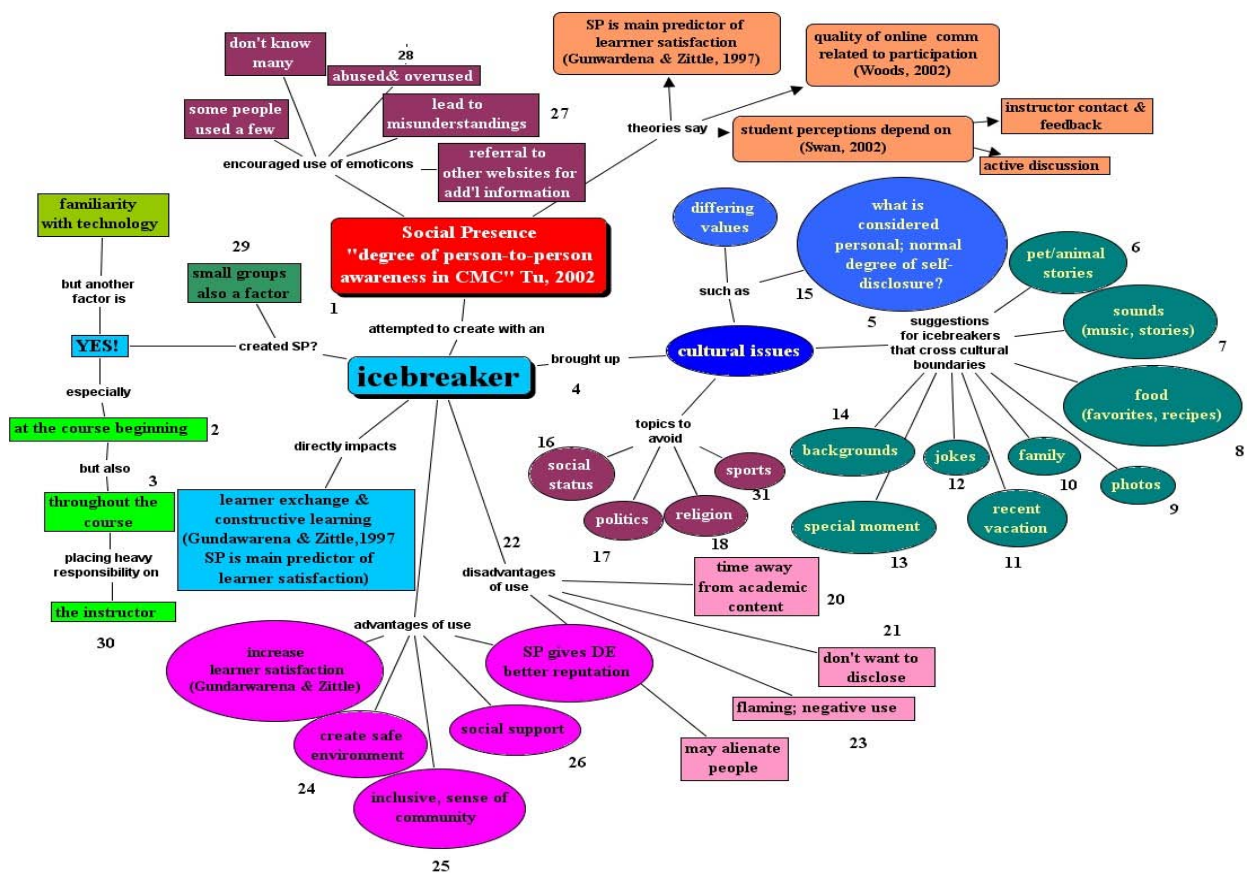 don't know
many
28
abused& overused
some people
used a few
lead to
misunderstandings
27
encouraged use of emoticons
referral to
other websites for
add'l information
SP is main predictor of
learrner satisfaction
(Gunwardena & Zittle, 1997)
quality of online comm
related to participation
(Woods, 2002)
theories say
student perceptions depend on
(Swan, 2002)
instructor contact &
feedback
active discussion
familiarity
with technology
29
small groups
also a factor
Social Presence
"degree of person-to-person
awareness in CMC" Tu, 2002
1
differing
values
what is
considered
personal; normal
degree of self-
disclosure?
15
such as
5
pet/animal
stories
6
but another
factor is
YES!
created SP?
attempted to create with an
icebreaker
brought up
4
cultural issues
suggestions
for icebreakers
that cross cultural
boundaries
sounds
(music, stories)
7
food
(favorites, recipes)
8
especially
at the course beginning
2
but also
3
throughout the
course
placing heavy
responsibility on
the instructor
30
directly impacts
learner exchange &
constructive learning
(Gundawarena & Zittle,1997
SP is main predictor of
learner satisfaction)
topics to
avoid
16
social
status
sports
31
politics
17
religion
18
14
backgrounds
jokes
12
family
10
photos
9
special moment
13
recent
vacation
11
22
disadvantages
of use
time away
from academic
content
20
21
don't want to
disclose
flaming; negative use
23
may alienate
people
advantages of use
increase
learner satisfaction
(Gundarwarena & Zittle)
SP gives DE
better reputation
create safe
environment
24
social support
26
inclusive, sense of
community
25